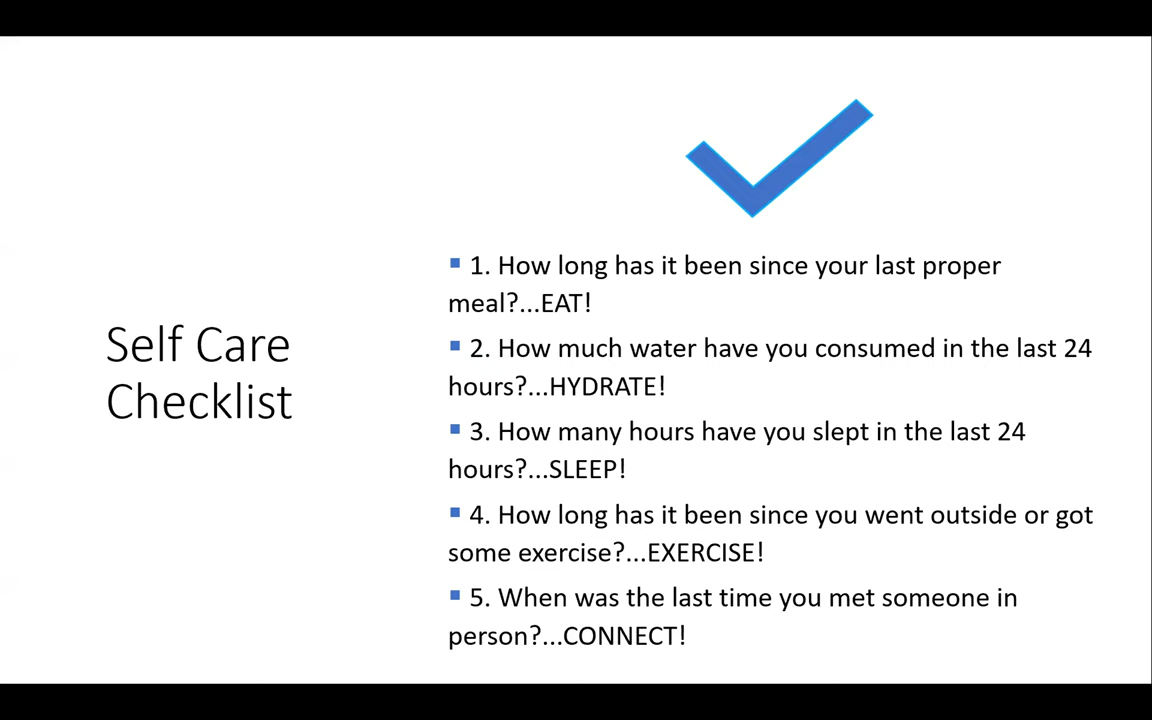 Self Care
Checklist
1. How long has it been since your last proper
meal?...EAT!
2. How much water have you consumed in the last 24
hours?...HYDRATE!
3. How many hours have you slept in the last 24
hours?...SLEEP!
4. How long has it been since you went outside or got
some exercise?...EXERCISE!
5. When was the last time you met someone in
person?...CONNECT!